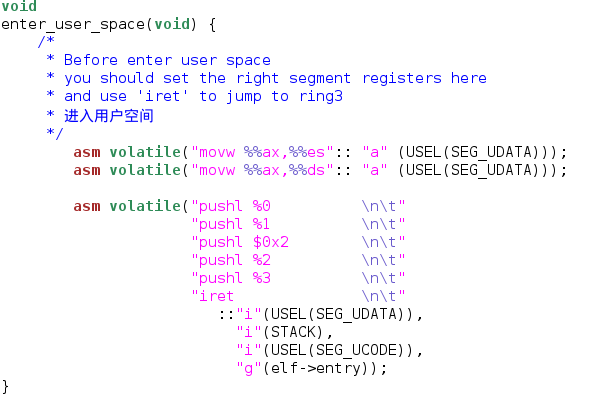 void
enter_user_space(void) {
    /*
     * Before enter user space
     * you should set the right segment registers here
     * and use 'iret' to jump to ring3
     * 进入用户空间
     */
        asm volatile("movw %%ax,%%es":: "a" (USEL(SEG_UDATA)));
        asm volatile("movw %%ax,%%ds":: "a" (USEL(SEG_UDATA)));

        asm volatile("pushl %0          \n\t"
                     "pushl %1          \n\t"
                     "pushl $0x2        \n\t"
                     "pushl %2          \n\t"
                     "pushl %3          \n\t"
                     "iret              \n\t"
                        ::"i"(USEL(SEG_UDATA)),
                          "i"(STACK),
                          "i"(USEL(SEG_UCODE)),
                          "g"(elf->entry));
}